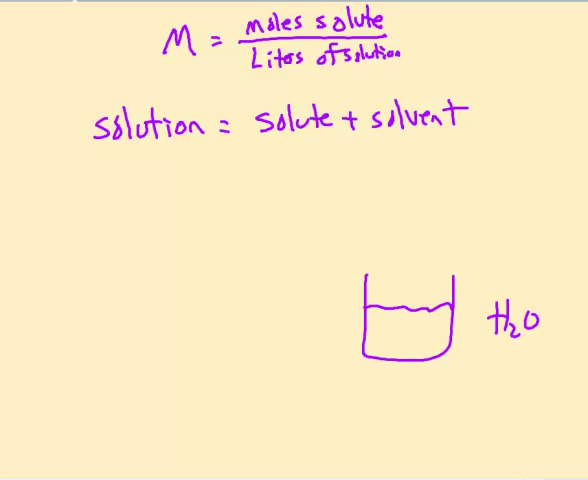 M = moles solute / Liters of solution
solution = solute + solvent
H₂O